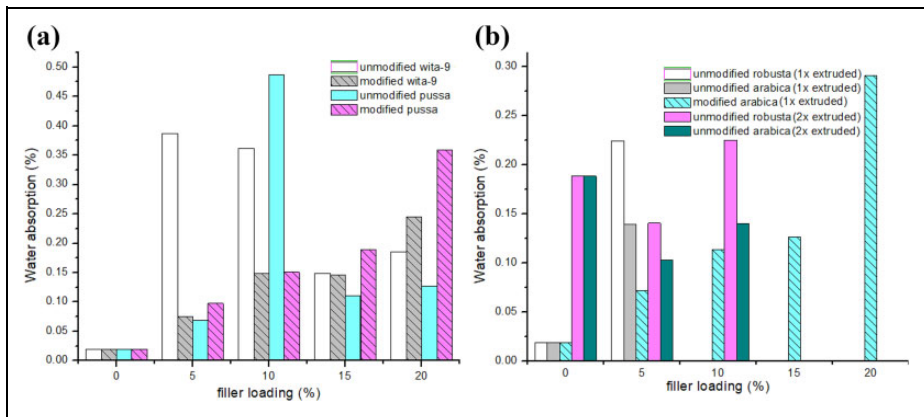 (a)
Water absorption (%)
0.50
0.45
0.40
0.35
0.30
0.25
0.20
0.15
0.10
0.05
0.00
unmodified wita-9
modified wita-9
unmodified pussa
modified pussa
0 5 10 15 20
filler loading (%)
(b)
Water absorption (%)
0.30
0.25
0.20
0.15
0.10
0.05
0.00
unmodified robusta (1x extruded)
unmodified arabica (1x extruded)
modified arabica (1x extruded)
unmodified robusta (2x extruded)
unmodified arabica (2x extruded)
0 5 10 15 20
filler loading (%)